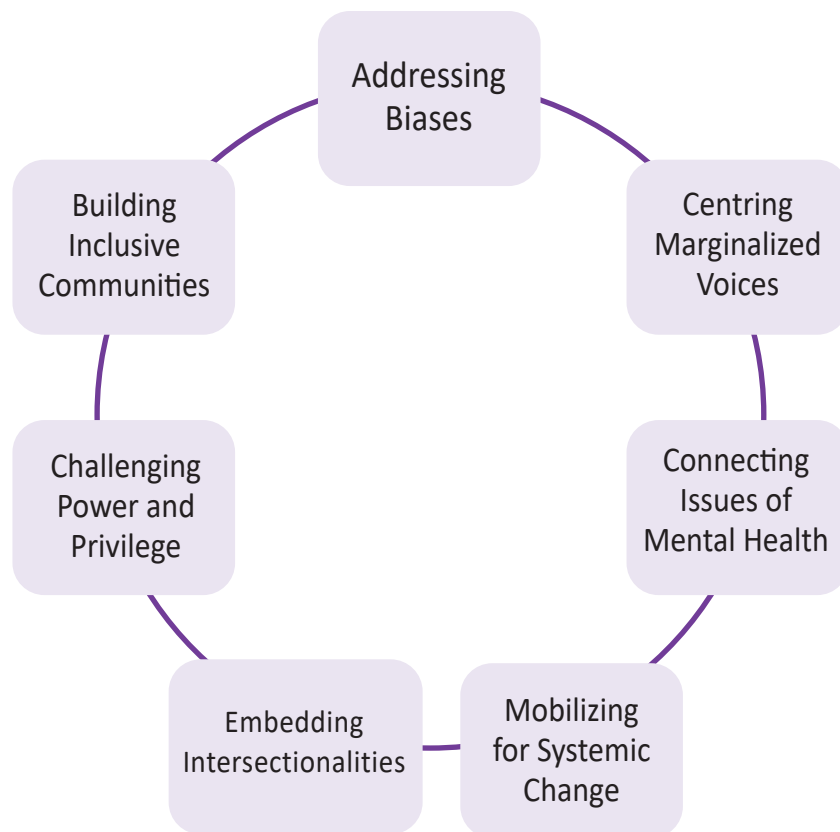 Addressing
Biases
Centring
Marginalized
Voices
Connecting
Issues of
Mental Health
Mobilizing
for Systemic
Change
Embedding
Intersectionalities
Challenging
Power and
Privilege
Building
Inclusive
Communities